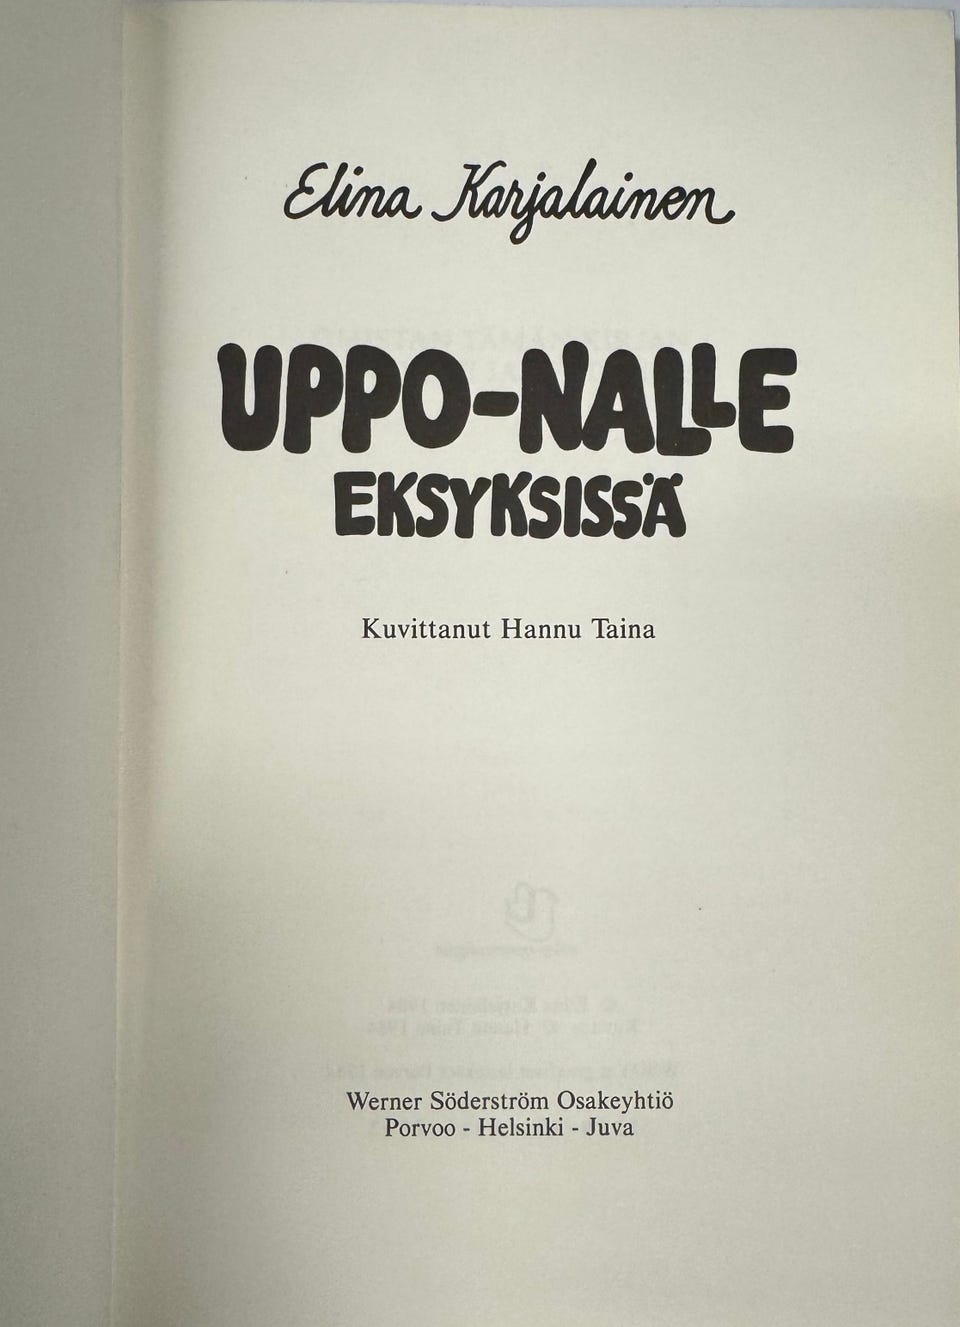 Elina Karjalainen
UPPO-NALLE
EKSYKSISSÄ
Kuvittanut Hannu Taina
Werner Söderström Osakeyhtiö
Porvoo - Helsinki - Juva